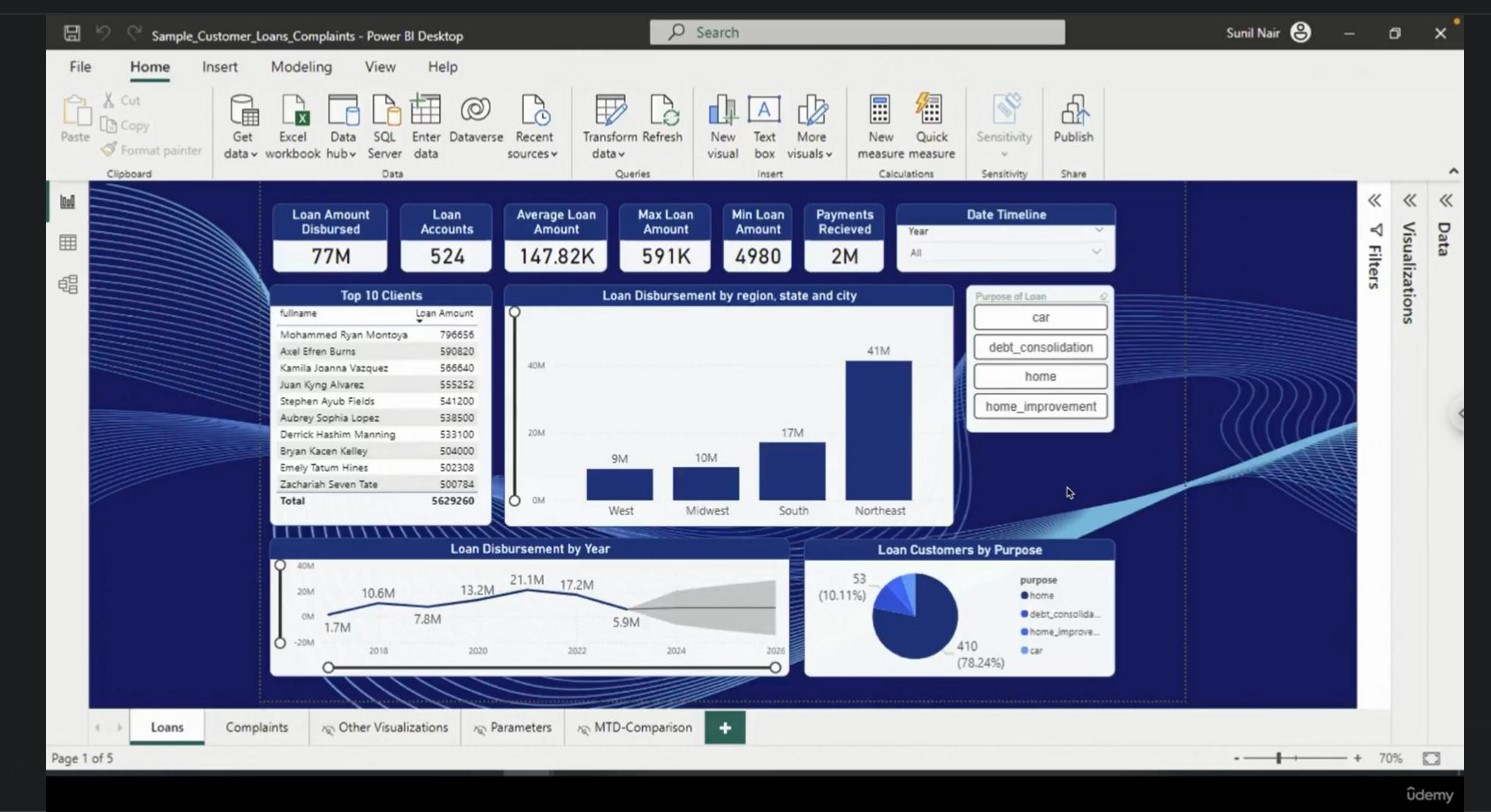 Sample_Customer_Loans_Complaints - Power BI Desktop
Search
Sunil Nair
File Home Insert Modeling View Help
Paste
Cut
Copy
Format painter
Clipboard
Get data
Excel workbook
Data hub
SQL Server
Enter data
Dataverse
Recent sources
Data
Transform data
Refresh
Queries
New visual
Text box
More visuals
Insert
New measure
Quick measure
Calculations
Sensitivity
Sensitivity
Publish
Share
Loan Amount Disbursed
77M
Loan Accounts
524
Average Loan Amount
147.82K
Max Loan Amount
591K
Min Loan Amount
4980
Payments Recieved
2M
Date Timeline
Year
All
Top 10 Clients
fullname Loan Amount
Mohammed Ryan Montoya 796656
Axel Efren Burns 590820
Kamila Joanna Vazquez 566640
Juan Kyng Alvarez 555252
Stephen Ayub Fields 541200
Aubrey Sophia Lopez 538500
Derrick Hashim Manning 533100
Bryan Kacen Kelley 504000
Emely Tatum Hines 502308
Zachariah Seven Tate 500784
Total 5629260
Loan Disbursement by region, state and city
40M
20M
0M
9M
10M
17M
41M
West Midwest South Northeast
Purpose of Loan
car
debt_consolidation
home
home_improvement
Filters
Visualizations
Data
Loan Disbursement by Year
40M
20M
0M
-20M
1.7M
10.6M
7.8M
13.2M
21.1M
17.2M
5.9M
2018 2020 2022 2024 2026
Loan Customers by Purpose
53
(10.11%)
410
(78.24%)
purpose
home
debt_consolida...
home_improve...
car
Loans Complaints Other Visualizations Parameters MTD-Comparison +
Page 1 of 5
- + 70%
ûdemy